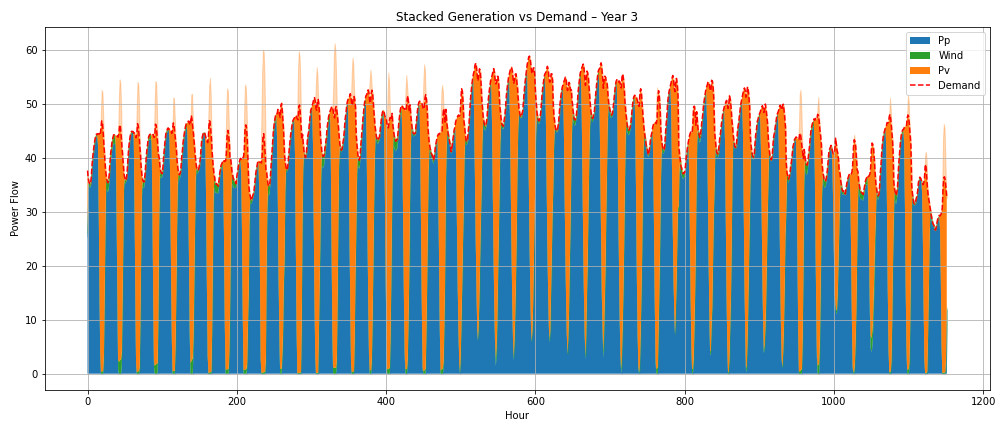 Stacked Generation vs Demand – Year 3
Power Flow
60
50
40
30
20
10
0
Pp
Wind
Pv
Demand
0 200 400 600 800 1000 1200
Hour